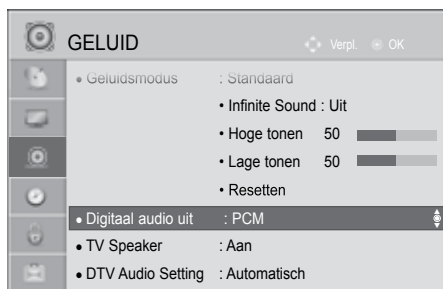 GELUID Verpl. OK
• Geluidsmodus : Standaard
• Infinite Sound : Uit
• Hoge tonen 50
• Lage tonen 50
• Resetten
• Digitaal audio uit : PCM
• TV Speaker : Aan
• DTV Audio Setting : Automatisch